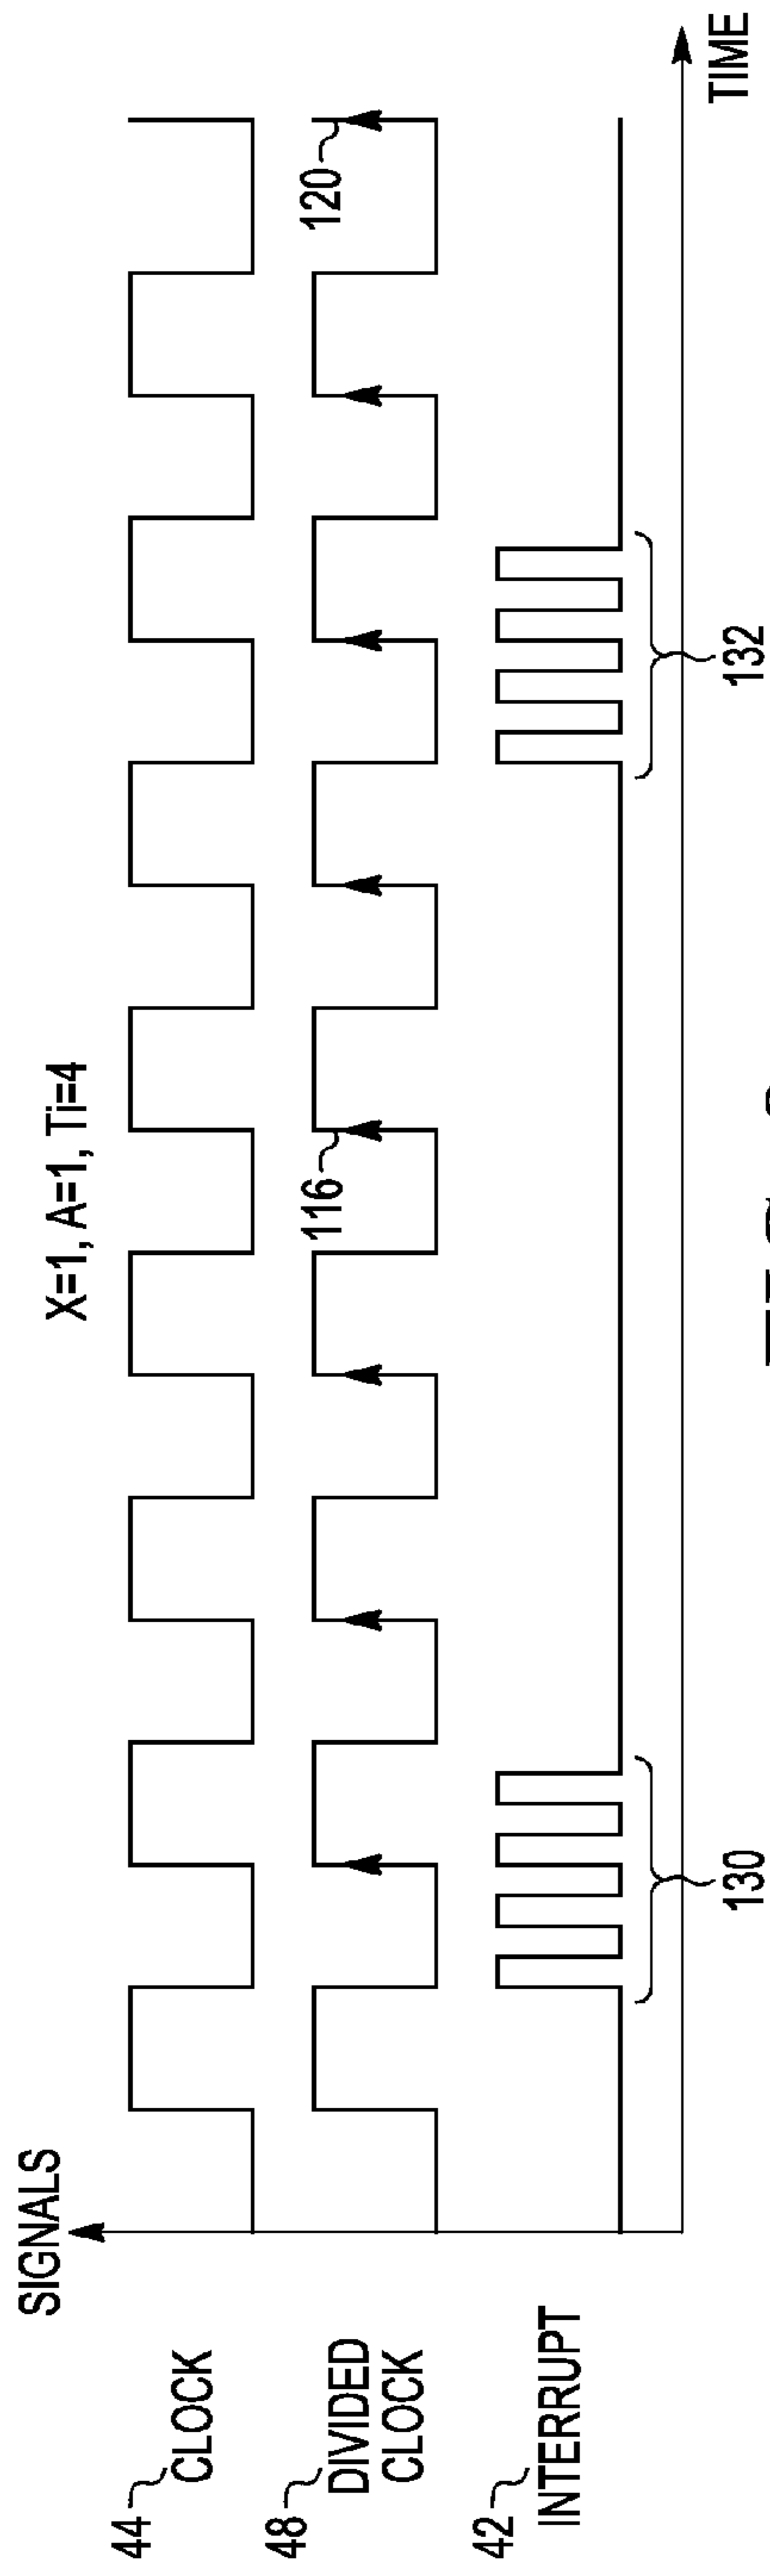 X=1, A=1, Ti=4
SIGNALS
44
CLOCK
48
DIVIDED
CLOCK
116
120
42
INTERRUPT
130
132
TIME